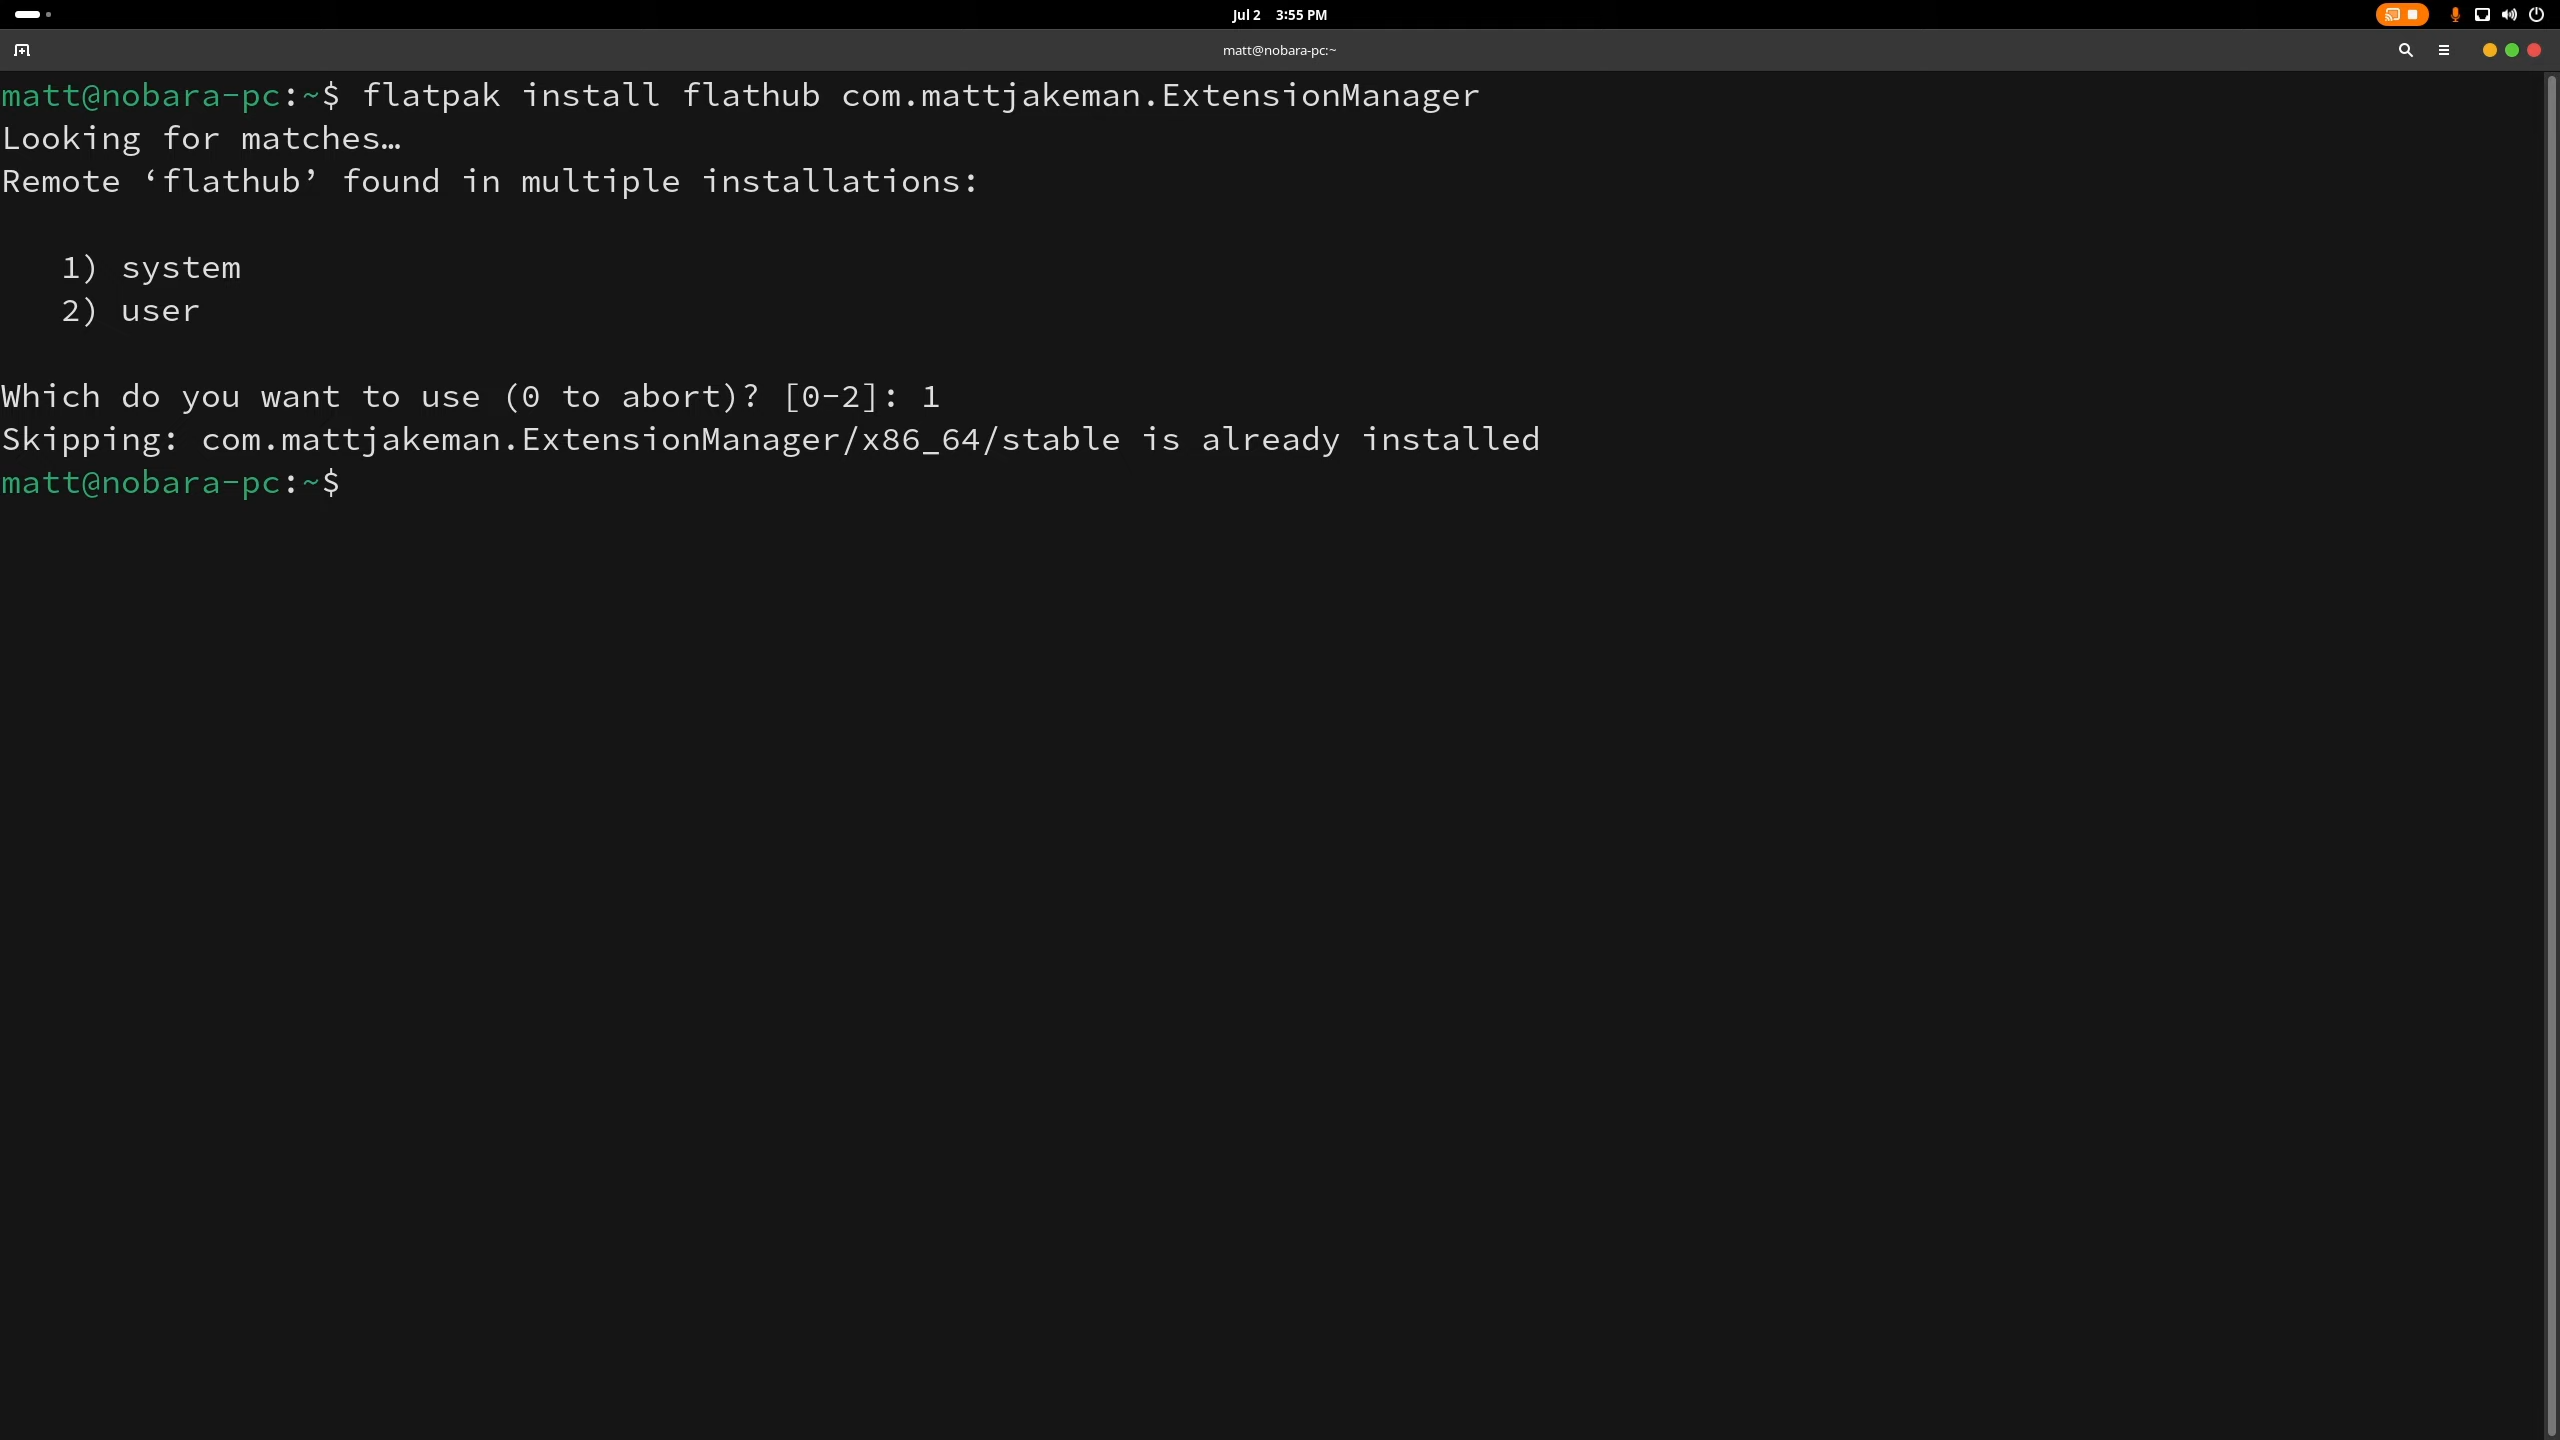 Jul 2 3:55 PM
matt@nobara-pc:~
matt@nobara-pc:~$ flatpak install flathub com.mattjakeman.ExtensionManager
Looking for matches…
Remote ‘flathub’ found in multiple installations:
1) system
2) user
Which do you want to use (0 to abort)? [0-2]: 1
Skipping: com.mattjakeman.ExtensionManager/x86_64/stable is already installed
matt@nobara-pc:~$